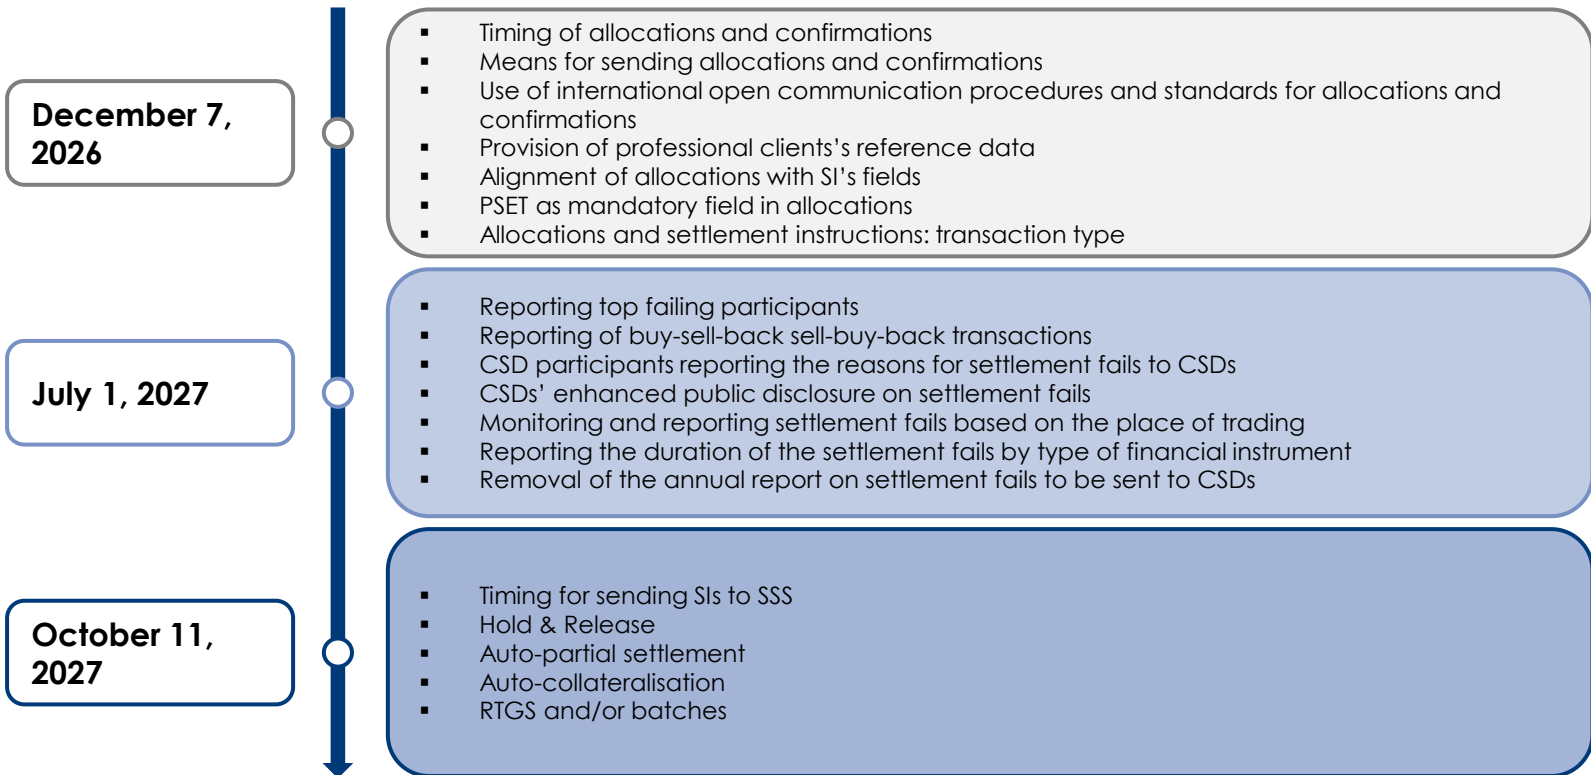 December 7,
2026
▪ Timing of allocations and confirmations
▪ Means for sending allocations and confirmations
▪ Use of international open communication procedures and standards for allocations and
confirmations
▪ Provision of professional clients's reference data
▪ Alignment of allocations with SI's fields
▪ PSET as mandatory field in allocations
▪ Allocations and settlement instructions: transaction type
July 1, 2027
▪ Reporting top failing participants
▪ Reporting of buy-sell-back sell-buy-back transactions
▪ CSD participants reporting the reasons for settlement fails to CSDs
▪ CSDs' enhanced public disclosure on settlement fails
▪ Monitoring and reporting settlement fails based on the place of trading
▪ Reporting the duration of the settlement fails by type of financial instrument
▪ Removal of the annual report on settlement fails to be sent to CSDs
October 11,
2027
▪ Timing for sending SIs to SSS
▪ Hold & Release
▪ Auto-partial settlement
▪ Auto-collateralisation
▪ RTGS and/or batches